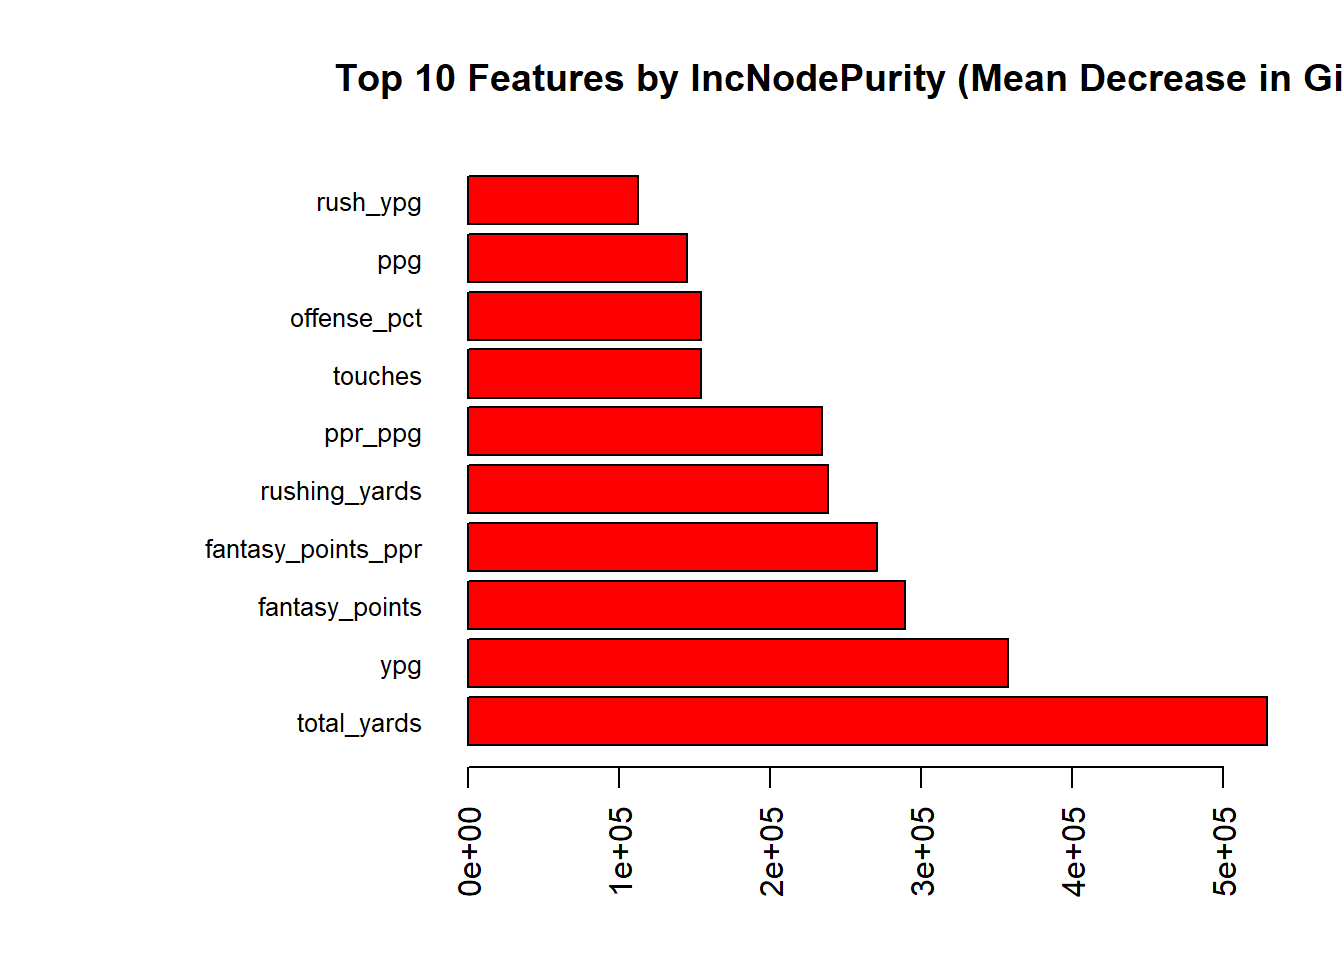 Top 10 Features by IncNodePurity (Mean Decrease in Gi
rush_ypg
ppg
offense_pct
touches
ppr_ppg
rushing_yards
fantasy_points_ppr
fantasy_points
ypg
total_yards
0e+00
1e+05
2e+05
3e+05
4e+05
5e+05